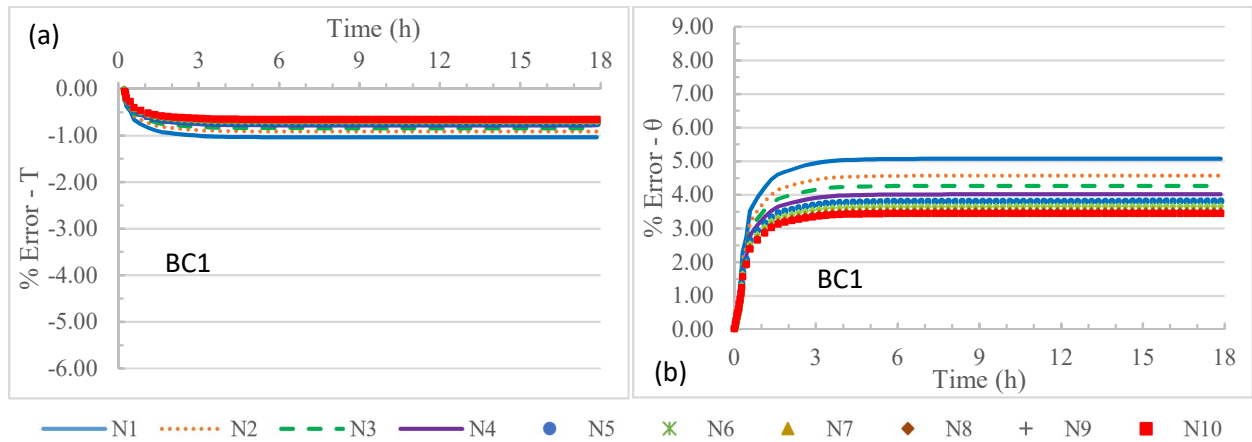 (a)
Time (h)
0 3 6 9 12 15 18
0.00
-1.00
-2.00
-3.00
-4.00
-5.00
-6.00
% Error - T
BC1
9.00
8.00
7.00
6.00
5.00
4.00
3.00
2.00
1.00
0.00
% Error - θ
BC1
0 3 6 9 12 15 18
(b)
Time (h)
N1 N2 N3 N4 N5 N6 N7 N8 N9 N10